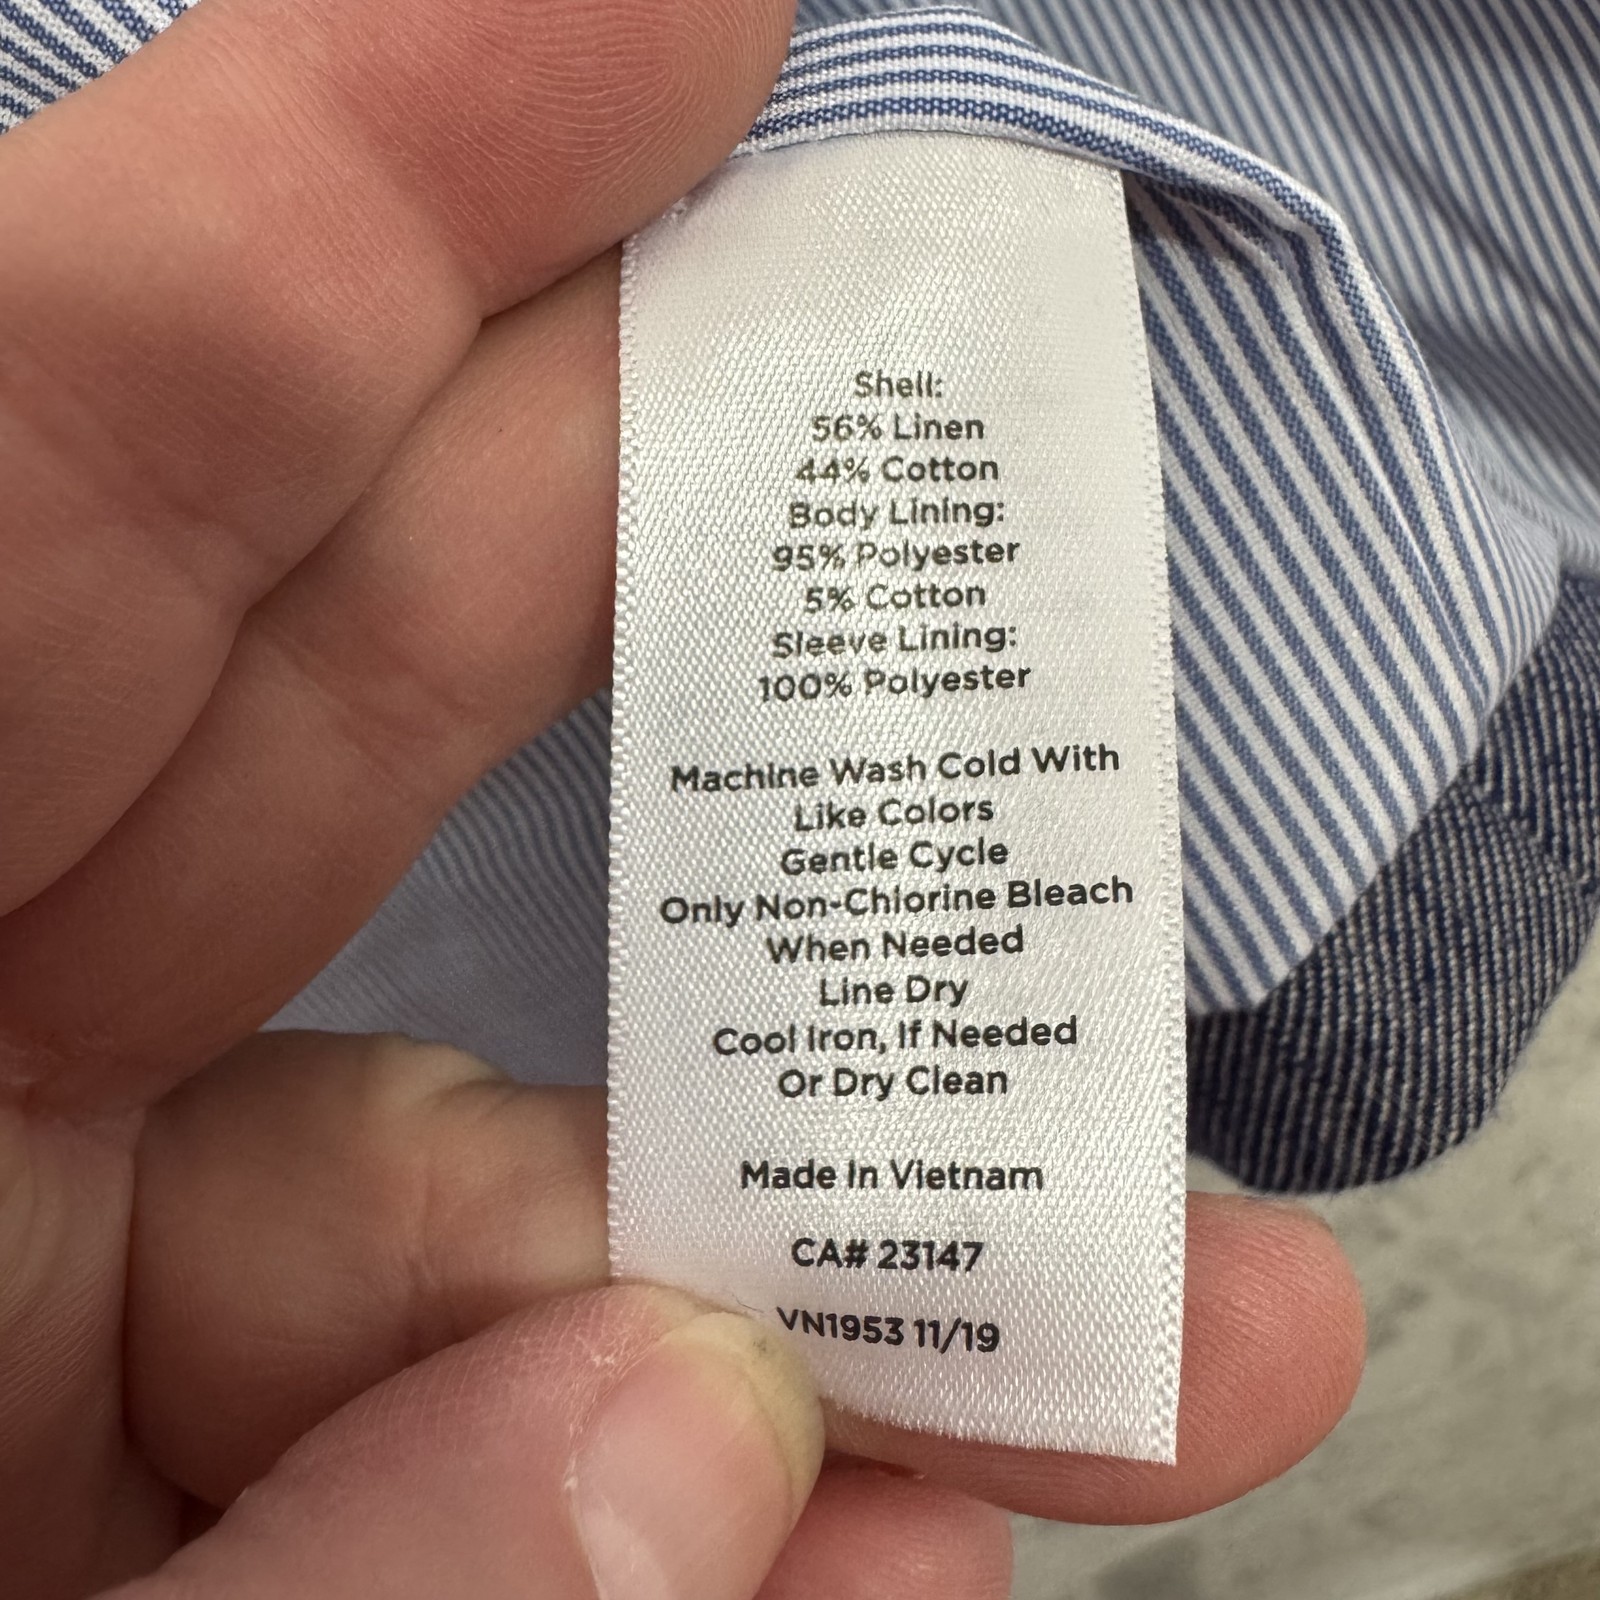 Shell:
56% Linen
44% Cotton
Body Lining:
95% Polyester
5% Cotton
Sleeve Lining:
100% Polyester
Machine Wash Cold With
Like Colors
Gentle Cycle
Only Non-Chlorine Bleach
When Needed
Line Dry
Cool Iron, If Needed
Or Dry Clean
Made In Vietnam
CA# 23147
VN1953 11/19